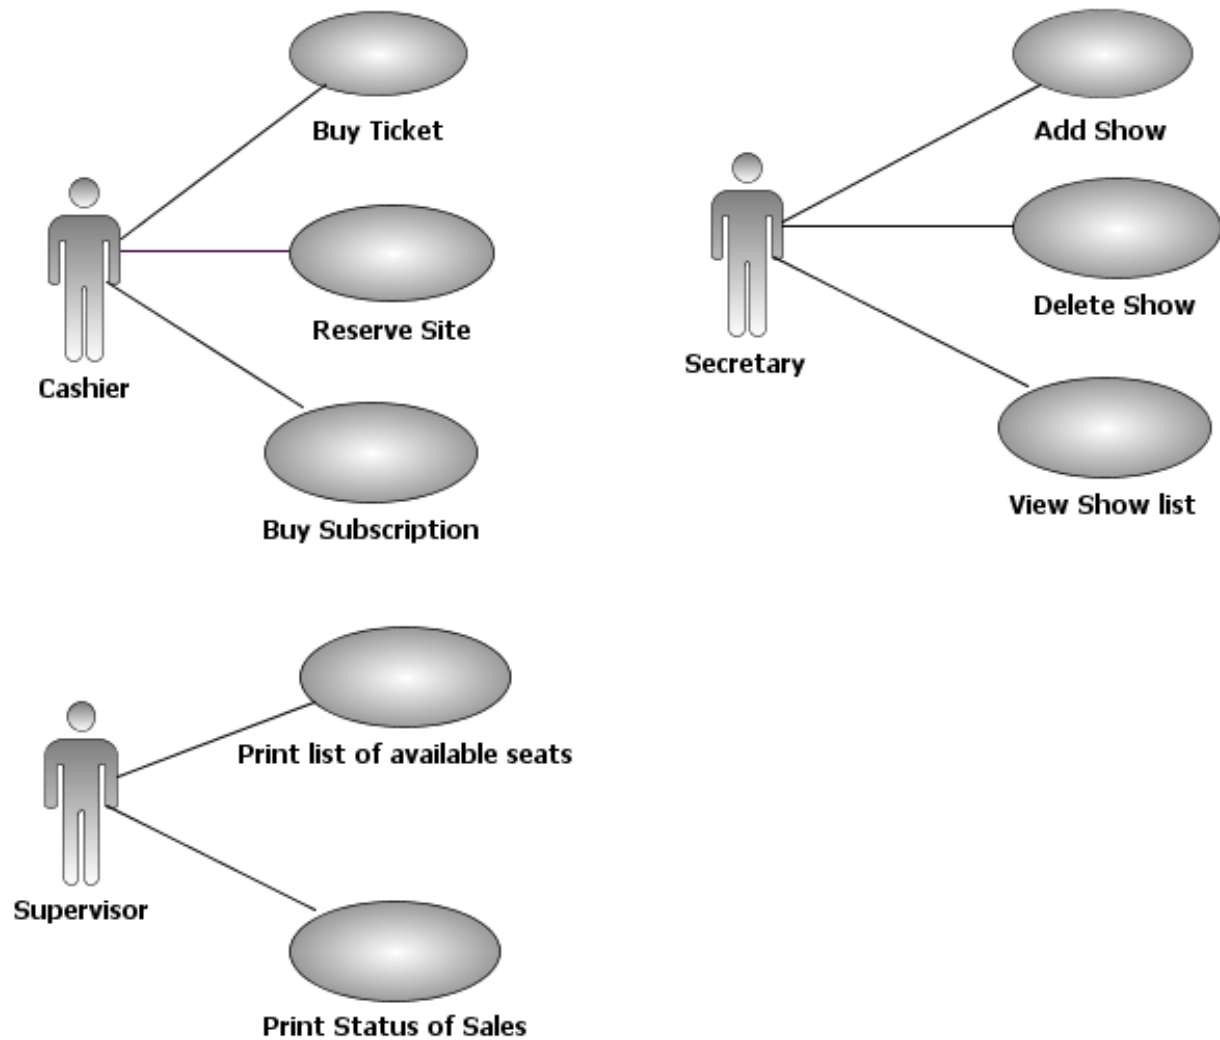 Buy Ticket
Reserve Site
Cashier
Buy Subscription
Add Show
Delete Show
Secretary
View Show list
Print list of available seats
Supervisor
Print Status of Sales